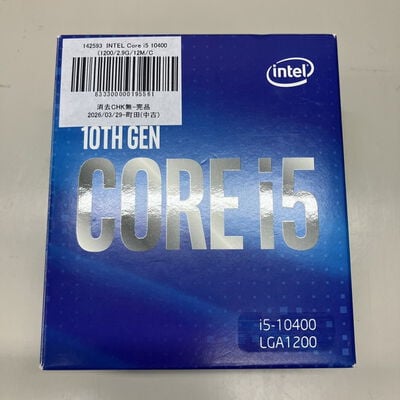 142593 INTEL Core i5 10400
(1200/2.9G/12M/C
833300000195561
消去CHK無-完品
2026/03/29-町田(中古)
intel
10TH GEN
CORE i5
i5-10400
LGA1200